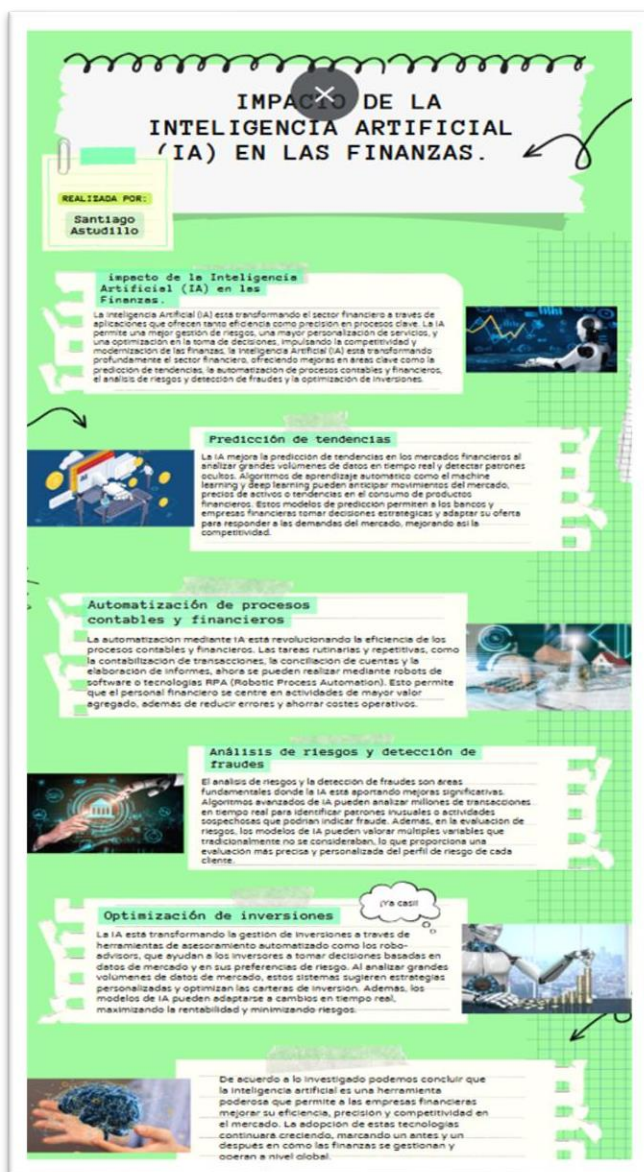 IMPACTO DE LA
INTELIGENCIA ARTIFICIAL
(IA) EN LAS FINANZAS.
REALIZADA POR:
Santiago
Astudillo
impacto de la Inteligencia
Artificial (IA) en las
Finanzas.
La Inteligencia Artificial (IA) está transformando el sector financiero a través de
aplicaciones que ofrecen tanto eficiencia como precisión en procesos clave. La IA
permite una mejor gestión de riesgos, una mayor personalización de servicios, y
una optimización en la toma de decisiones, impulsando la competitividad y
modernización de las finanzas, la Inteligencia Artificial (IA) está transformando
profundamente el sector financiero, ofreciendo mejoras en áreas clave como la
predicción de tendencias, la automatización de procesos contables y financieros,
el análisis de riesgos y detección de fraudes y la optimización de inversiones.
Predicción de tendencias
La IA mejora la predicción de tendencias en los mercados financieros al
analizar grandes volúmenes de datos en tiempo real y detectar patrones
ocultos. Algoritmos de aprendizaje automático como el machine
learning y deep learning pueden anticipar movimientos del mercado,
precios de activos o tendencias en el consumo de productos
financieros. Estos modelos de predicción permiten a los bancos y
empresas financieras tomar decisiones estratégicas y adaptar su oferta
para responder a las demandas del mercado, mejorando así la
competitividad.
Automatización de procesos
contables y financieros
La automatización mediante IA está revolucionando la eficiencia de los
procesos contables y financieros. Las tareas rutinarias y repetitivas, como
la contabilización de transacciones, la conciliación de cuentas y la
elaboración de informes, ahora se pueden realizar mediante robots de
software o tecnologías RPA (Robotic Process Automation). Esto permite
que el personal financiero se centre en actividades de mayor valor
agregado, además de reducir errores y ahorrar costes operativos.
Análisis de riesgos y detección de
fraudes
El análisis de riesgos y la detección de fraudes son áreas
fundamentales donde la IA está aportando mejoras significativas.
Algoritmos avanzados de IA pueden analizar millones de transacciones
en tiempo real para identificar patrones inusuales o actividades
sospechosas que podrían indicar fraude. Además, en la evaluación de
riesgos, los modelos de IA pueden valorar múltiples variables que
tradicionalmente no se consideraban, lo que proporciona una
evaluación más precisa y personalizada del perfil de riesgo de cada
cliente.
¡Ya casi!
Optimización de inversiones
La IA está transformando la gestión de inversiones a través de
herramientas de asesoramiento automatizado como los robo-
advisors, que ayudan a los inversores a tomar decisiones basadas en
datos de mercado y en sus preferencias de riesgo. Al analizar grandes
volúmenes de datos de mercado, estos sistemas sugieren estrategias
personalizadas y optimizan las carteras de inversión. Además, los
modelos de IA pueden adaptarse a cambios en tiempo real,
maximizando la rentabilidad y minimizando riesgos.
De acuerdo a lo investigado podemos concluir que
la inteligencia artificial es una herramienta
poderosa que permite a las empresas financieras
mejorar su eficiencia, precisión y competitividad en
el mercado. La adopción de estas tecnologías
continuará creciendo, marcando un antes y un
después en cómo las finanzas se gestionan y
operan a nivel global.